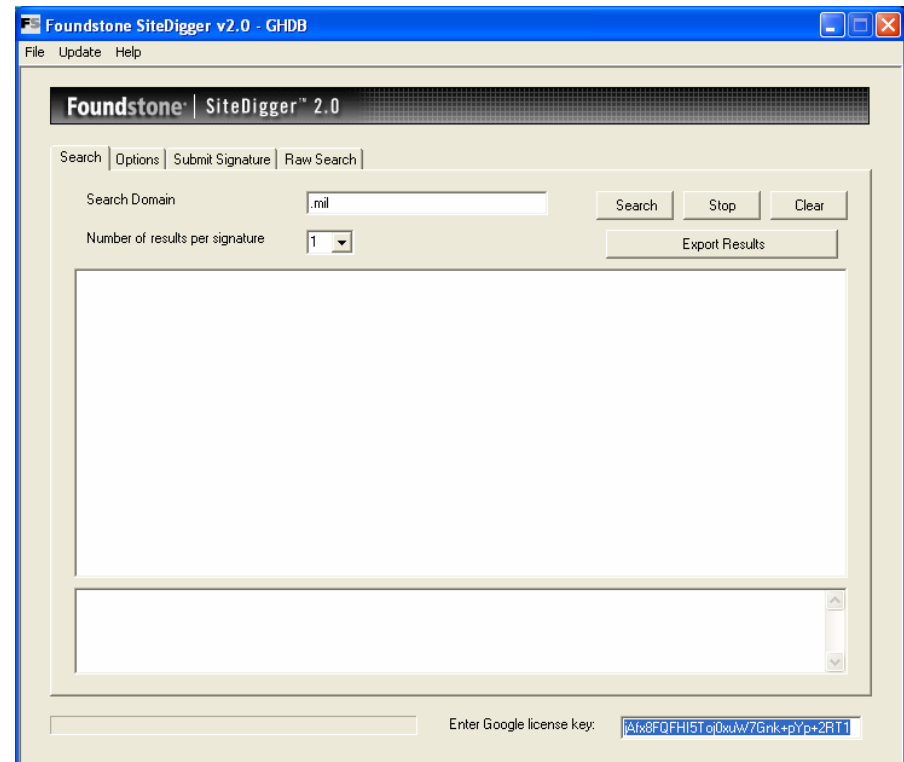 FS Foundstone SiteDigger v2.0 - GHDB
File Update Help
Foundstone | SiteDigger™ 2.0
Search Options Submit Signature Raw Search
Search Domain .mil Search Stop Clear
Number of results per signature 1 Export Results
Enter Google license key: jAfx8FQFHI5Toj0xuW7Gnk+pYp+2RT1